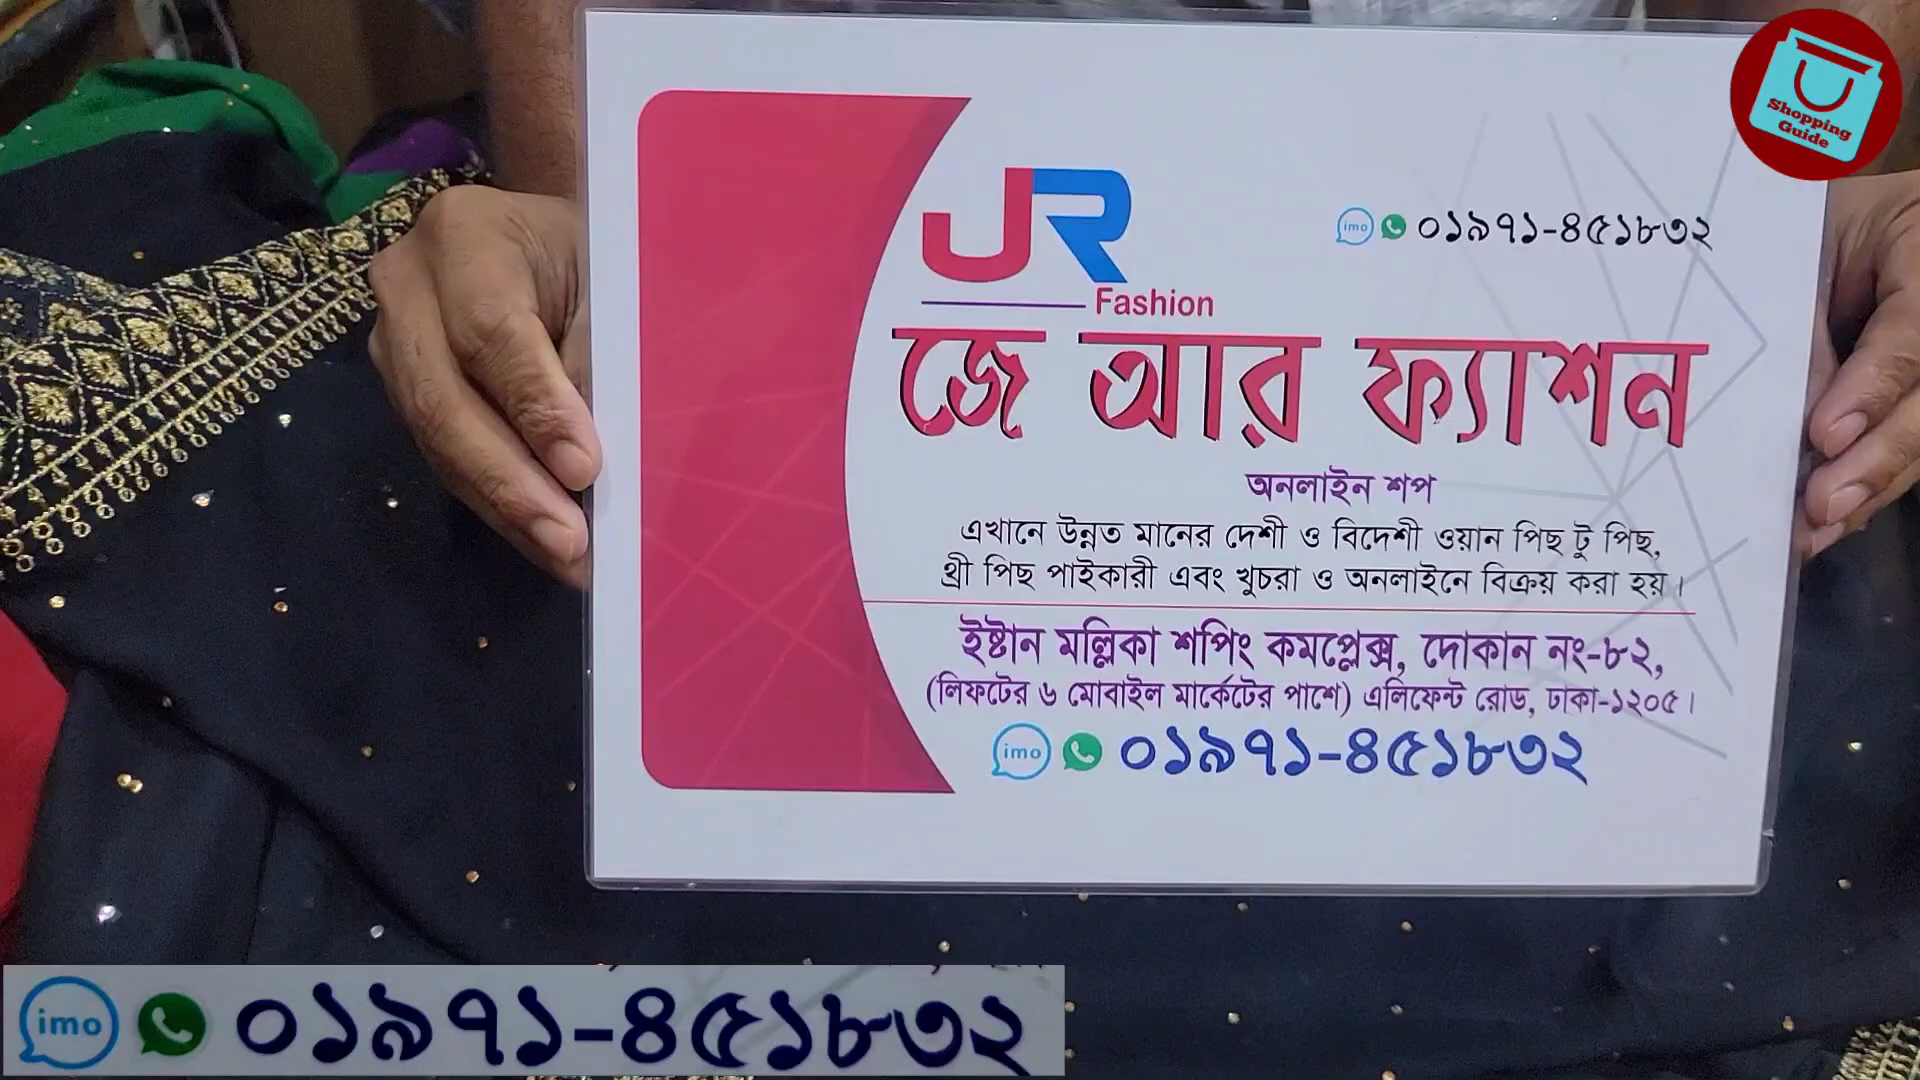 Shopping
Guide
JR
Fashion
imo ০১৯৭১-৪৫১৮৩২
জে আর ফ্যাশন
অনলাইন শপ
এখানে উন্নত মানের দেশী ও বিদেশী ওয়ান পিছ টু পিছ,
থ্রী পিছ পাইকারী এবং খুচরা ও অনলাইনে বিক্রয় করা হয়।
ইষ্টান মল্লিকা শপিং কমপ্লেক্স, দোকান নং-৮২,
(লিফটের ৬ মোবাইল মার্কেটের পাশে) এলিফেন্ট রোড, ঢাকা-১২০৫।
imo ০১৯৭১-৪৫১৮৩২
imo ০১৯৭১-৪৫১৮৩২